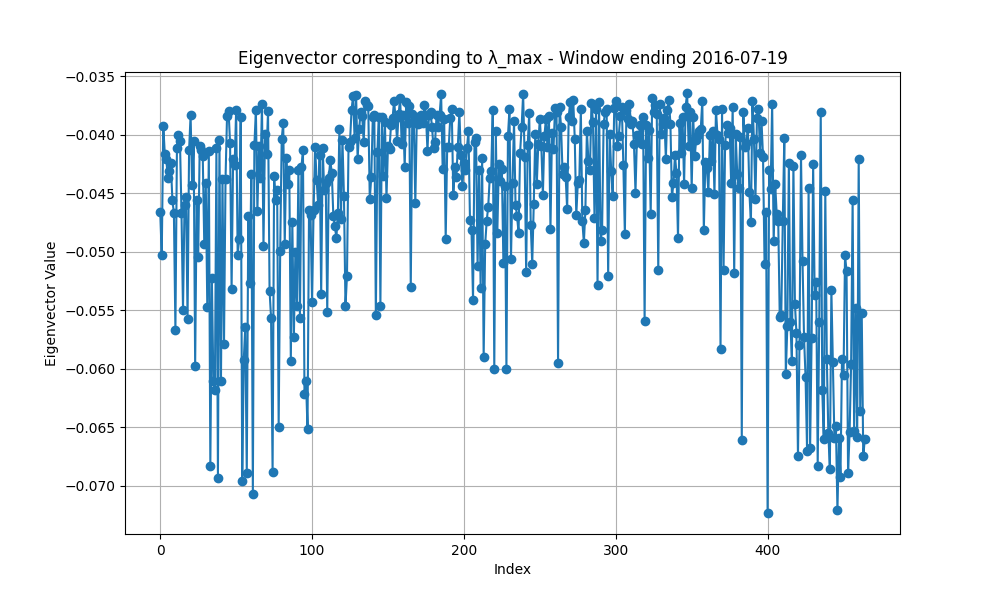 Eigenvector corresponding to λ_max - Window ending 2016-07-19
−0.035
−0.040
−0.045
−0.050
−0.055
−0.060
−0.065
−0.070
Eigenvector Value
0 100 200 300 400
Index